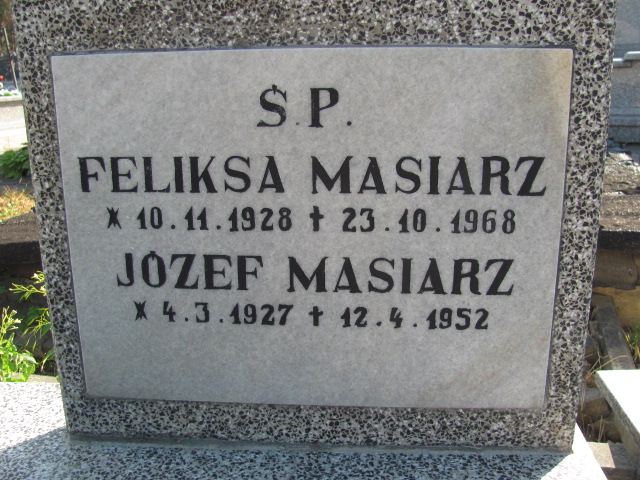 Ś.P.
FELIKSA MASIARZ
* 10.11.1928 † 23.10.1968
JÓZEF MASIARZ
* 4.3.1927 † 12.4.1952